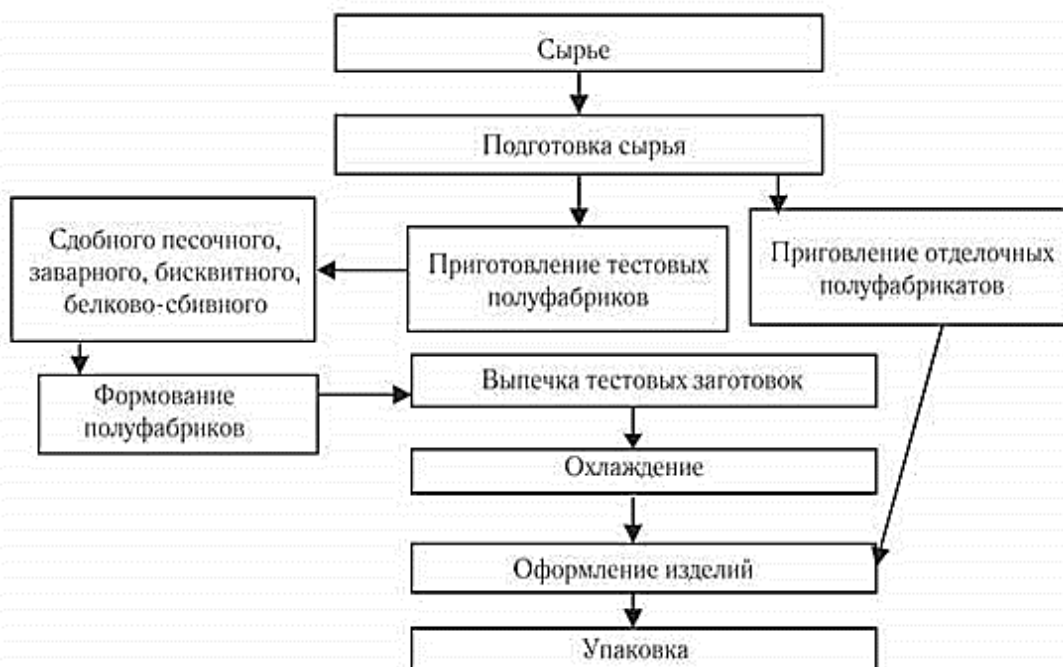 Сырье
Подготовка сырья
Сдобного песочного,
заварного, бисквитного,
белково-сбивного
Приготовление тестовых
полуфабриков
Приговление отделочных
полуфабрикатов
Формование
полуфабриков
Выпечка тестовых заготовок
Охлаждение
Оформление изделий
Упаковка